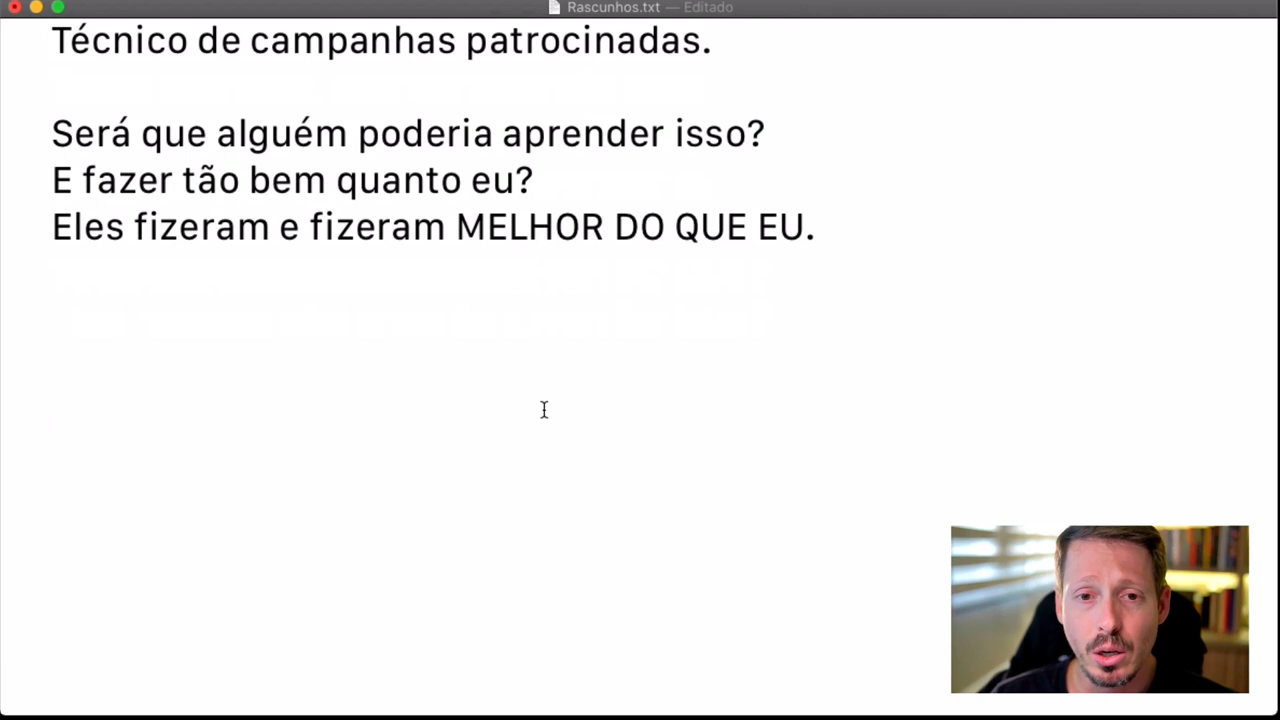 Rascunhos.txt — Editado
Técnico de campanhas patrocinadas.
Será que alguém poderia aprender isso?
E fazer tão bem quanto eu?
Eles fizeram e fizeram MELHOR DO QUE EU.